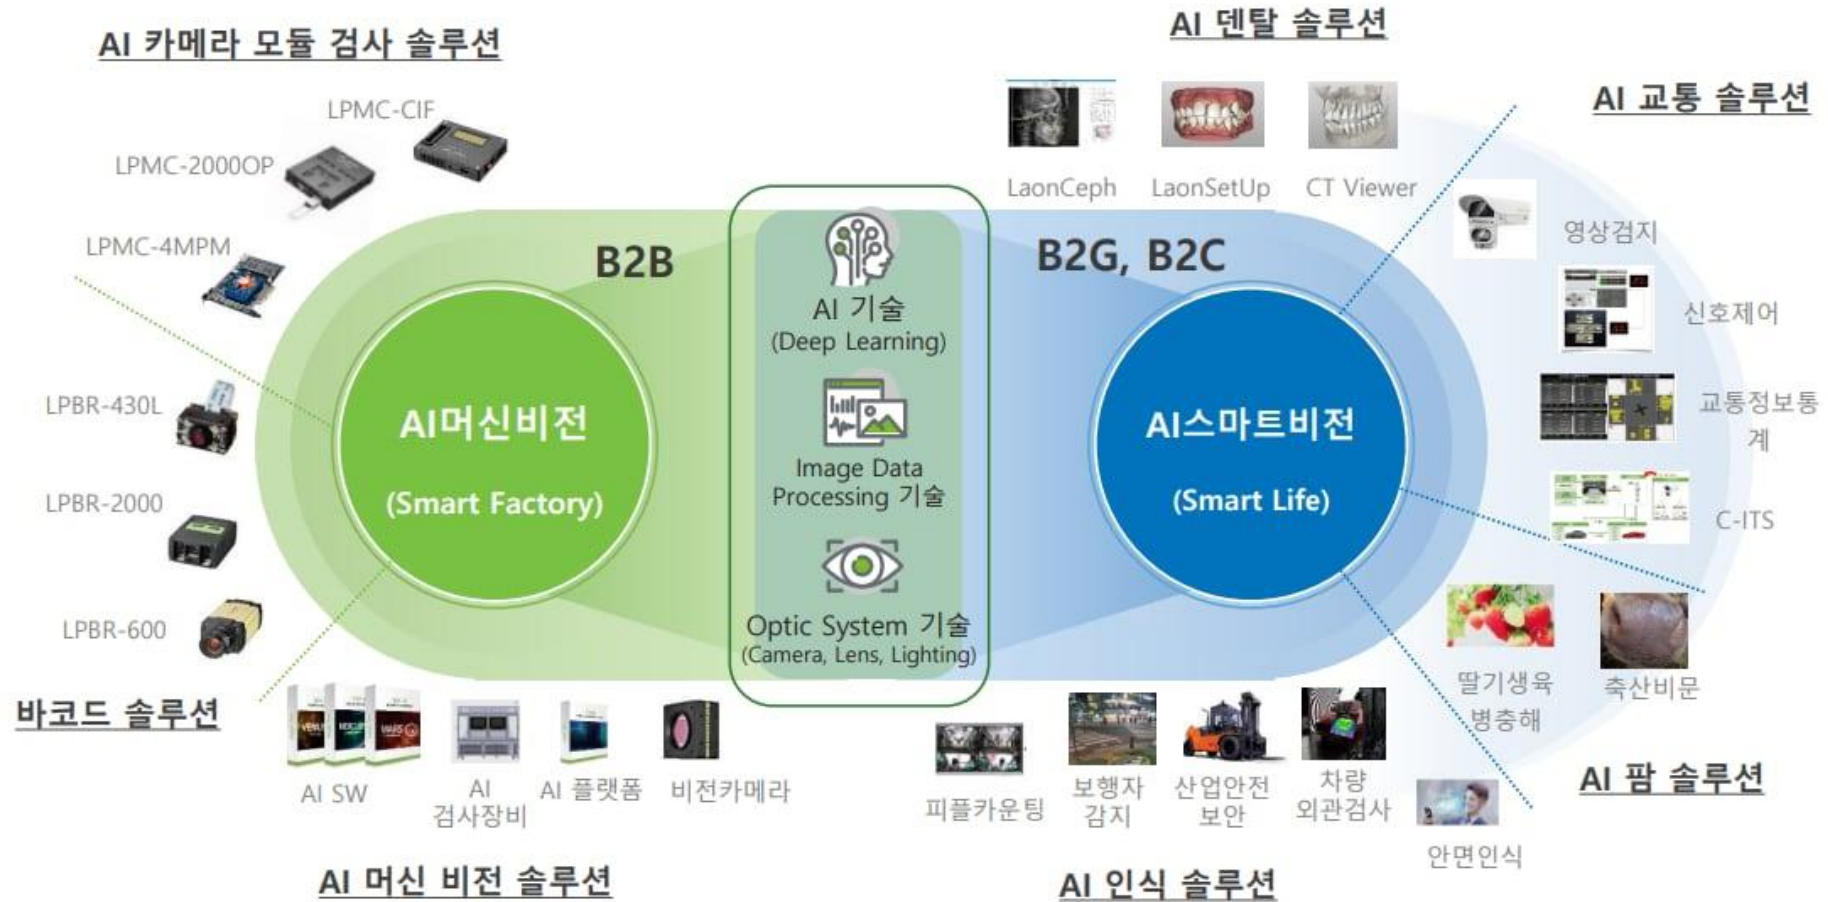 AI 카메라 모듈 검사 솔루션
LPMC-CIF
LPMC-2000OP
LPMC-4MPM
LPBR-430L
LPBR-2000
LPBR-600
바코드 솔루션
B2B
AI머신비전
(Smart Factory)
AI SW
AI
검사장비
AI 플랫폼
비전카메라
AI 머신 비전 솔루션
AI 기술
(Deep Learning)
Image Data
Processing 기술
Optic System 기술
(Camera, Lens, Lighting)
AI 덴탈 솔루션
LaonCeph
LaonSetUp
CT Viewer
B2G, B2C
AI스마트비전
(Smart Life)
AI 교통 솔루션
영상검지
신호제어
교통정보통
계
C-ITS
딸기생육
병충해
축산비문
AI 팜 솔루션
피플카운팅
보행자
감지
산업안전
보안
차량
외관검사
안면인식
AI 인식 솔루션